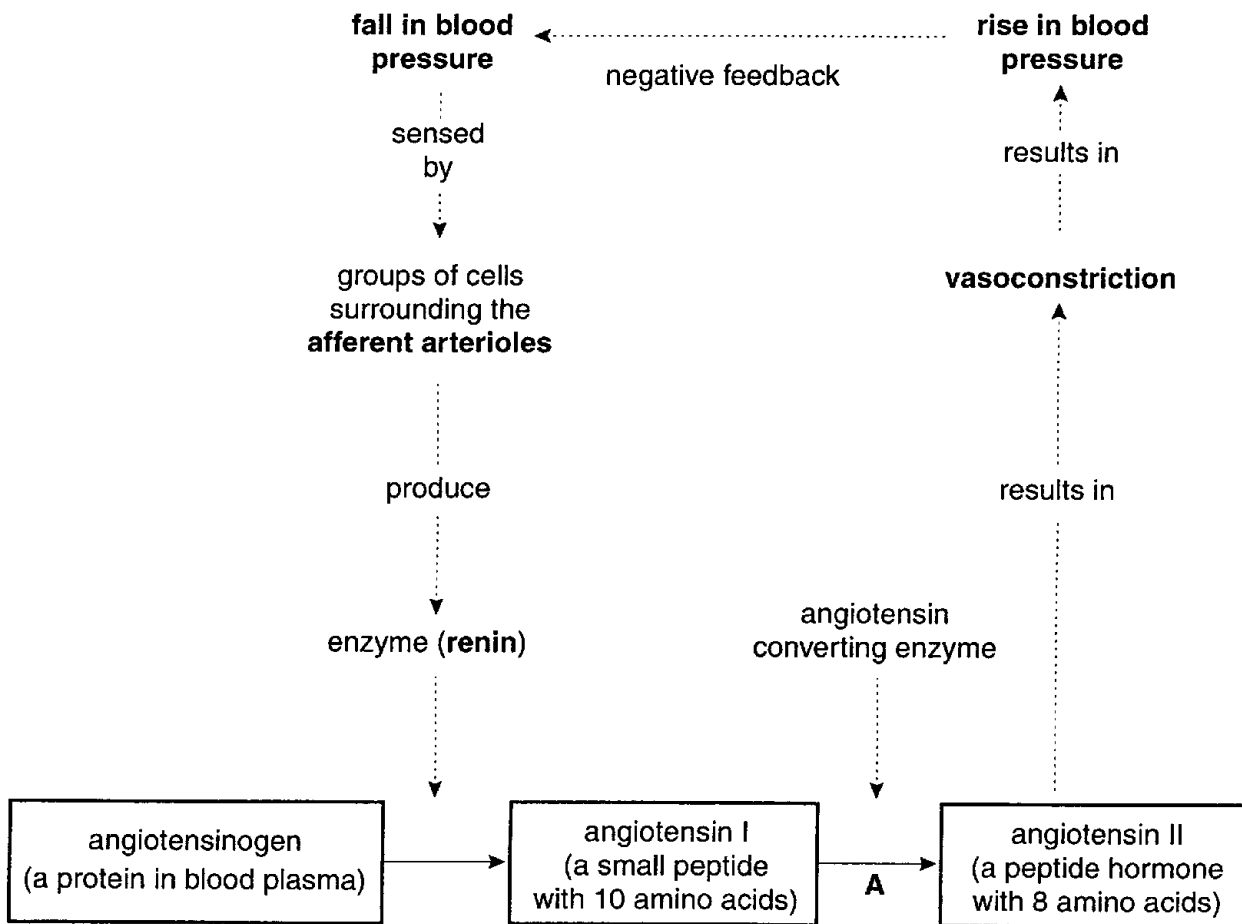 fall in blood
pressure
rise in blood
pressure
negative feedback
sensed
by
results in
groups of cells
surrounding the
afferent arterioles
vasoconstriction
produce
results in
enzyme (renin)
angiotensin
converting enzyme
angiotensinogen
(a protein in blood plasma)
angiotensin I
(a small peptide
with 10 amino acids)
A
angiotensin II
(a peptide hormone
with 8 amino acids)